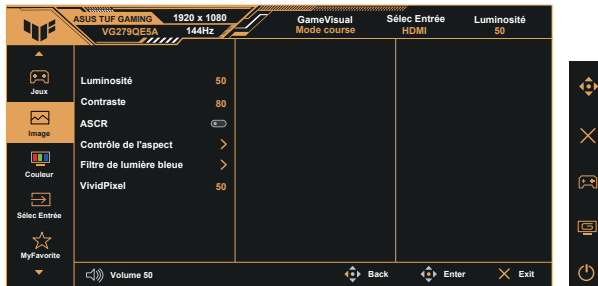 ASUS TUF GAMING 1920 x 1080 GameVisual Sélec Entrée Luminosité
VG279QE5A 144Hz Mode course HDMI 50
Jeux
Image
Couleur
Sélec Entrée
MyFavorite
Luminosité 50
Contraste 80
ASCR
Contrôle de l'aspect
Filtre de lumière bleue
VividPixel 50
Volume 50 Back Enter Exit